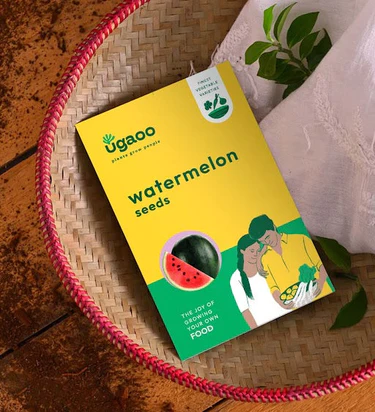 FINEST
VEGETABLE
VARIETIES
ugaoo
plants grow people
watermelon
seeds
THE JOY OF
GROWING
YOUR OWN
FOOD